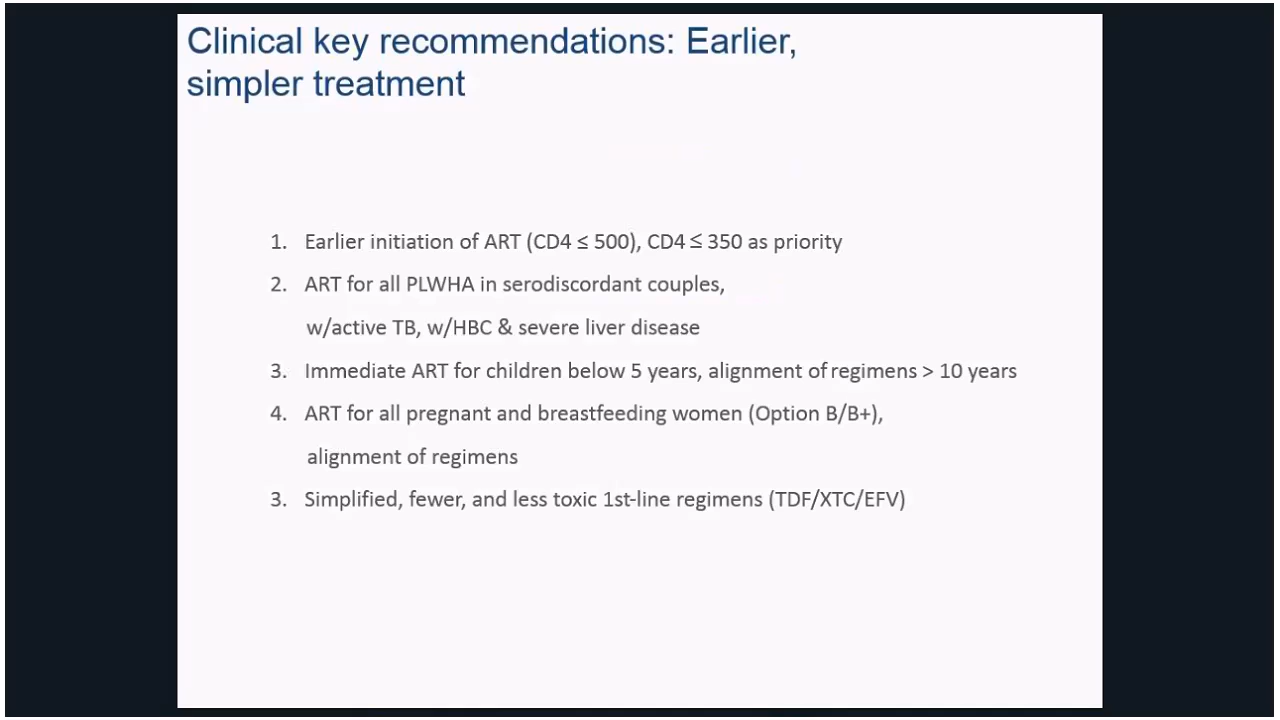 Clinical key recommendations: Earlier,
simpler treatment
1. Earlier initiation of ART (CD4 ≤ 500), CD4 ≤ 350 as priority
2. ART for all PLWHA in serodiscordant couples,
w/active TB, w/HBC & severe liver disease
3. Immediate ART for children below 5 years, alignment of regimens > 10 years
4. ART for all pregnant and breastfeeding women (Option B/B+),
alignment of regimens
3. Simplified, fewer, and less toxic 1st-line regimens (TDF/XTC/EFV)